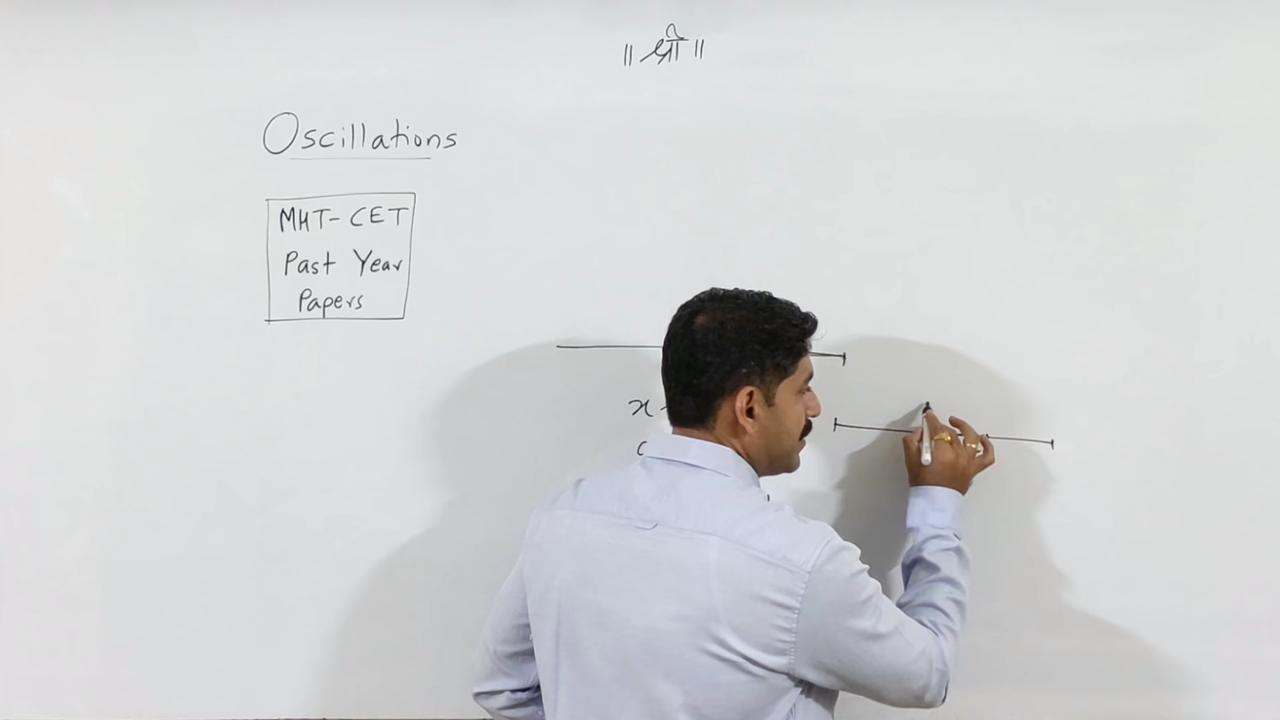 ॥ श्री ॥
Oscillations
MHT-CET
Past Year
Papers
x